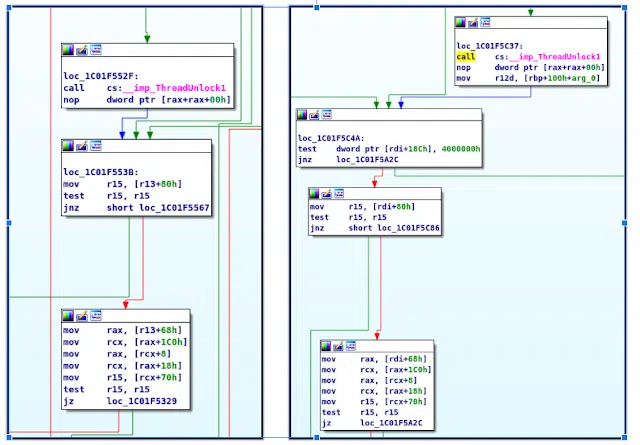 loc_1C01F552F:
call cs:__imp_ThreadUnlock1
nop dword ptr [rax+rax+00h]
loc_1C01F553B:
mov r15, [r13+80h]
test r15, r15
jnz short loc_1C01F5567
mov rax, [r13+68h]
mov rcx, [rax+1C0h]
mov rax, [rcx+8]
mov rcx, [rax+18h]
mov r15, [rcx+70h]
test r15, r15
jz loc_1C01F5329
loc_1C01F5C37:
call cs:__imp_ThreadUnlock1
nop dword ptr [rax+rax+00h]
mov r12d, [rbp+100h+arg_0]
loc_1C01F5C4A:
test dword ptr [rdi+18Ch], 4000000h
jnz loc_1C01F5A2C
mov r15, [rdi+80h]
test r15, r15
jnz short loc_1C01F5C86
mov rax, [rdi+68h]
mov rcx, [rax+1C0h]
mov rax, [rcx+8]
mov rcx, [rax+18h]
mov r15, [rcx+70h]
test r15, r15
jz loc_1C01F5A2C